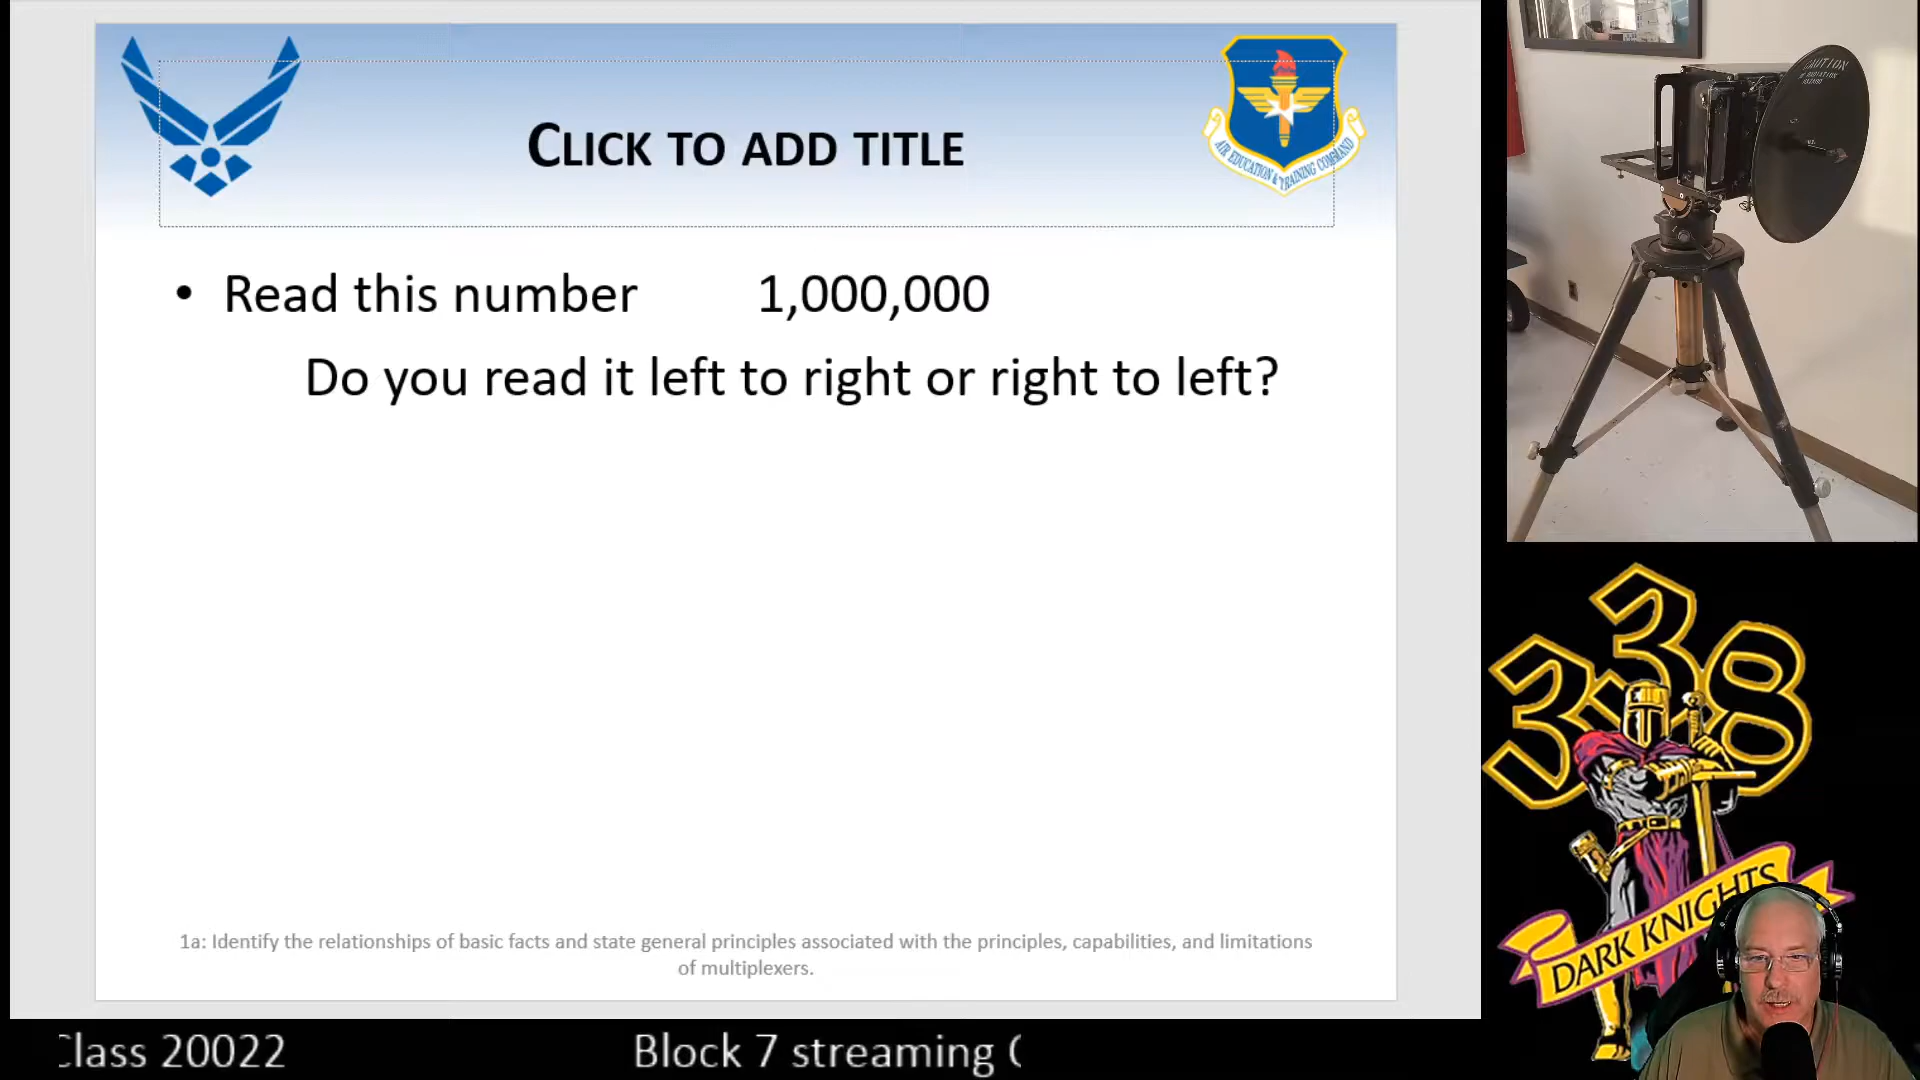 CLICK TO ADD TITLE
AIR EDUCATION & TRAINING COMMAND
• Read this number 1,000,000
Do you read it left to right or right to left?
1a: Identify the relationships of basic facts and state general principles associated with the principles, capabilities, and limitations
of multiplexers.
CAUTION
338
DARK KNIGHTS
Class 20022 Block 7 streaming